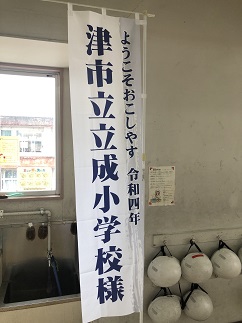 ようこそおこしやす 令和四年
津市立立成小学校様